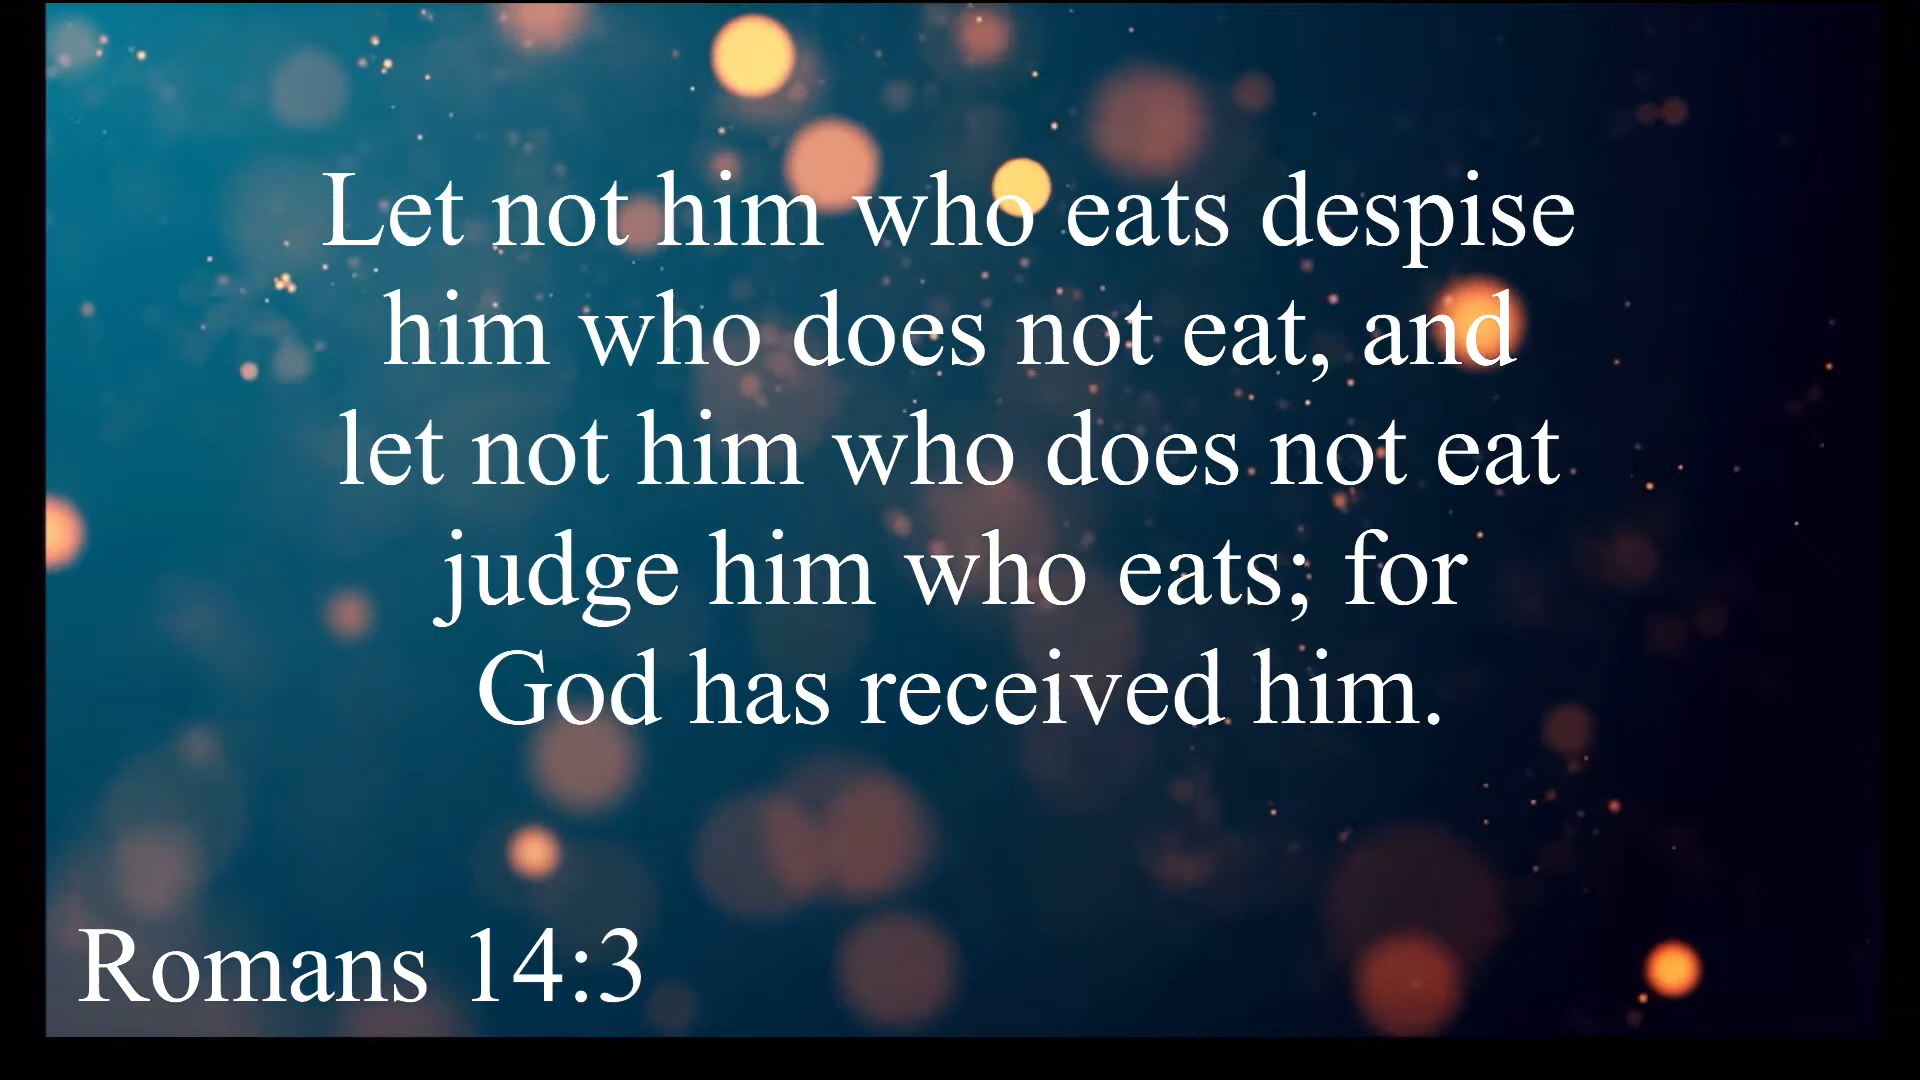 Let not him who eats despise
him who does not eat, and
let not him who does not eat
judge him who eats; for
God has received him.
Romans 14:3